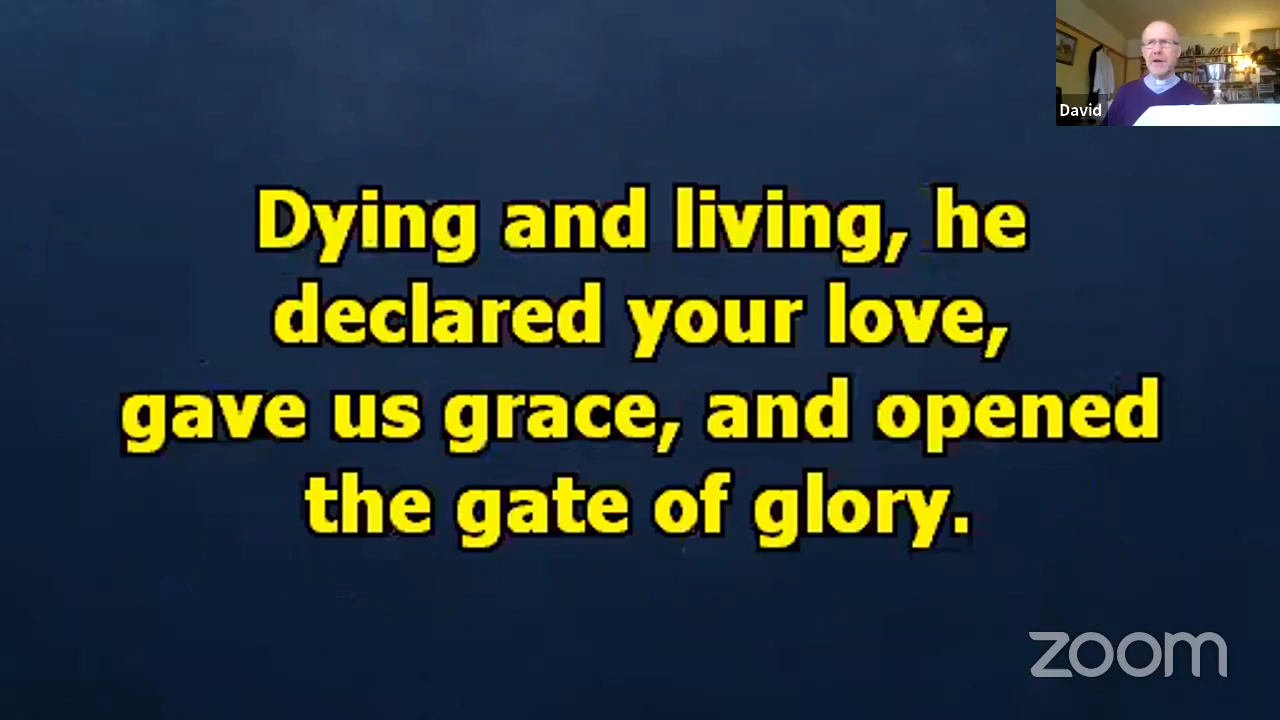 David
Dying and living, he
declared your love,
gave us grace, and opened
the gate of glory.
zoom